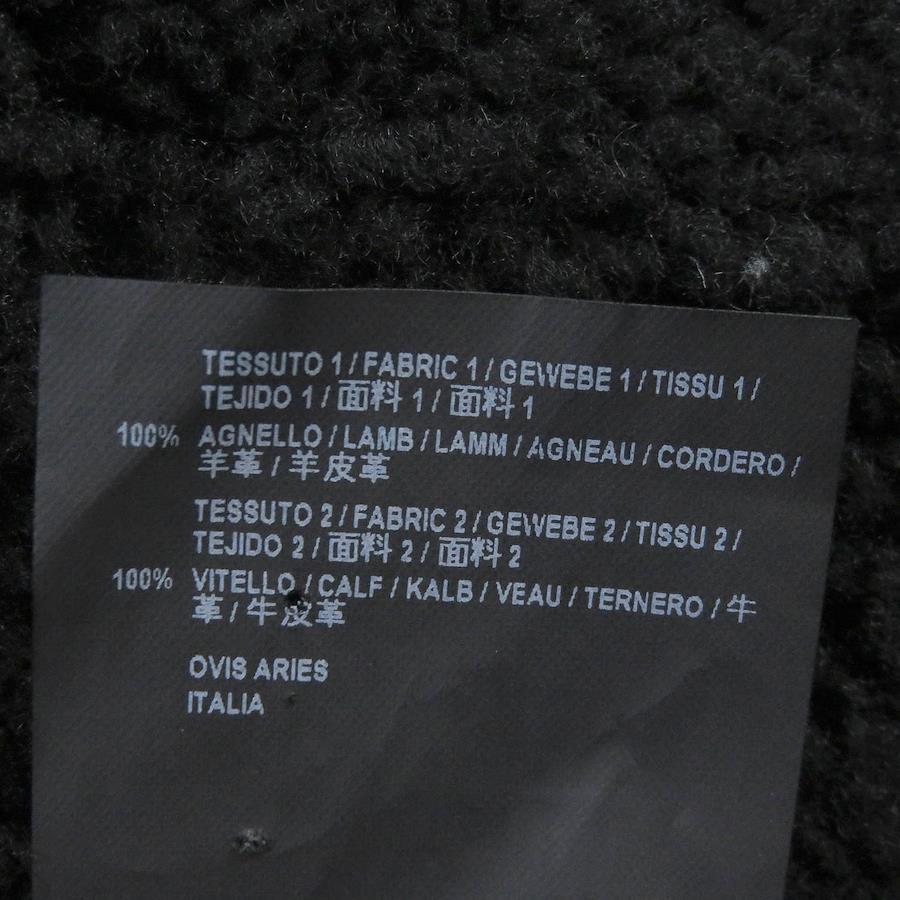 TESSUTO 1 / FABRIC 1 / GEWEBE 1 / TISSU 1 /
TEJIDO 1 / 面料 1 / 面料 1
100% AGNELLO / LAMB / LAMM / AGNEAU / CORDERO /
羊革 / 羊皮革
TESSUTO 2 / FABRIC 2 / GEWEBE 2 / TISSU 2 /
TEJIDO 2 / 面料 2 / 面料 2
100% VITELLO / CALF / KALB / VEAU / TERNERO / 牛
革 / 牛皮革
OVIS ARIES
ITALIA